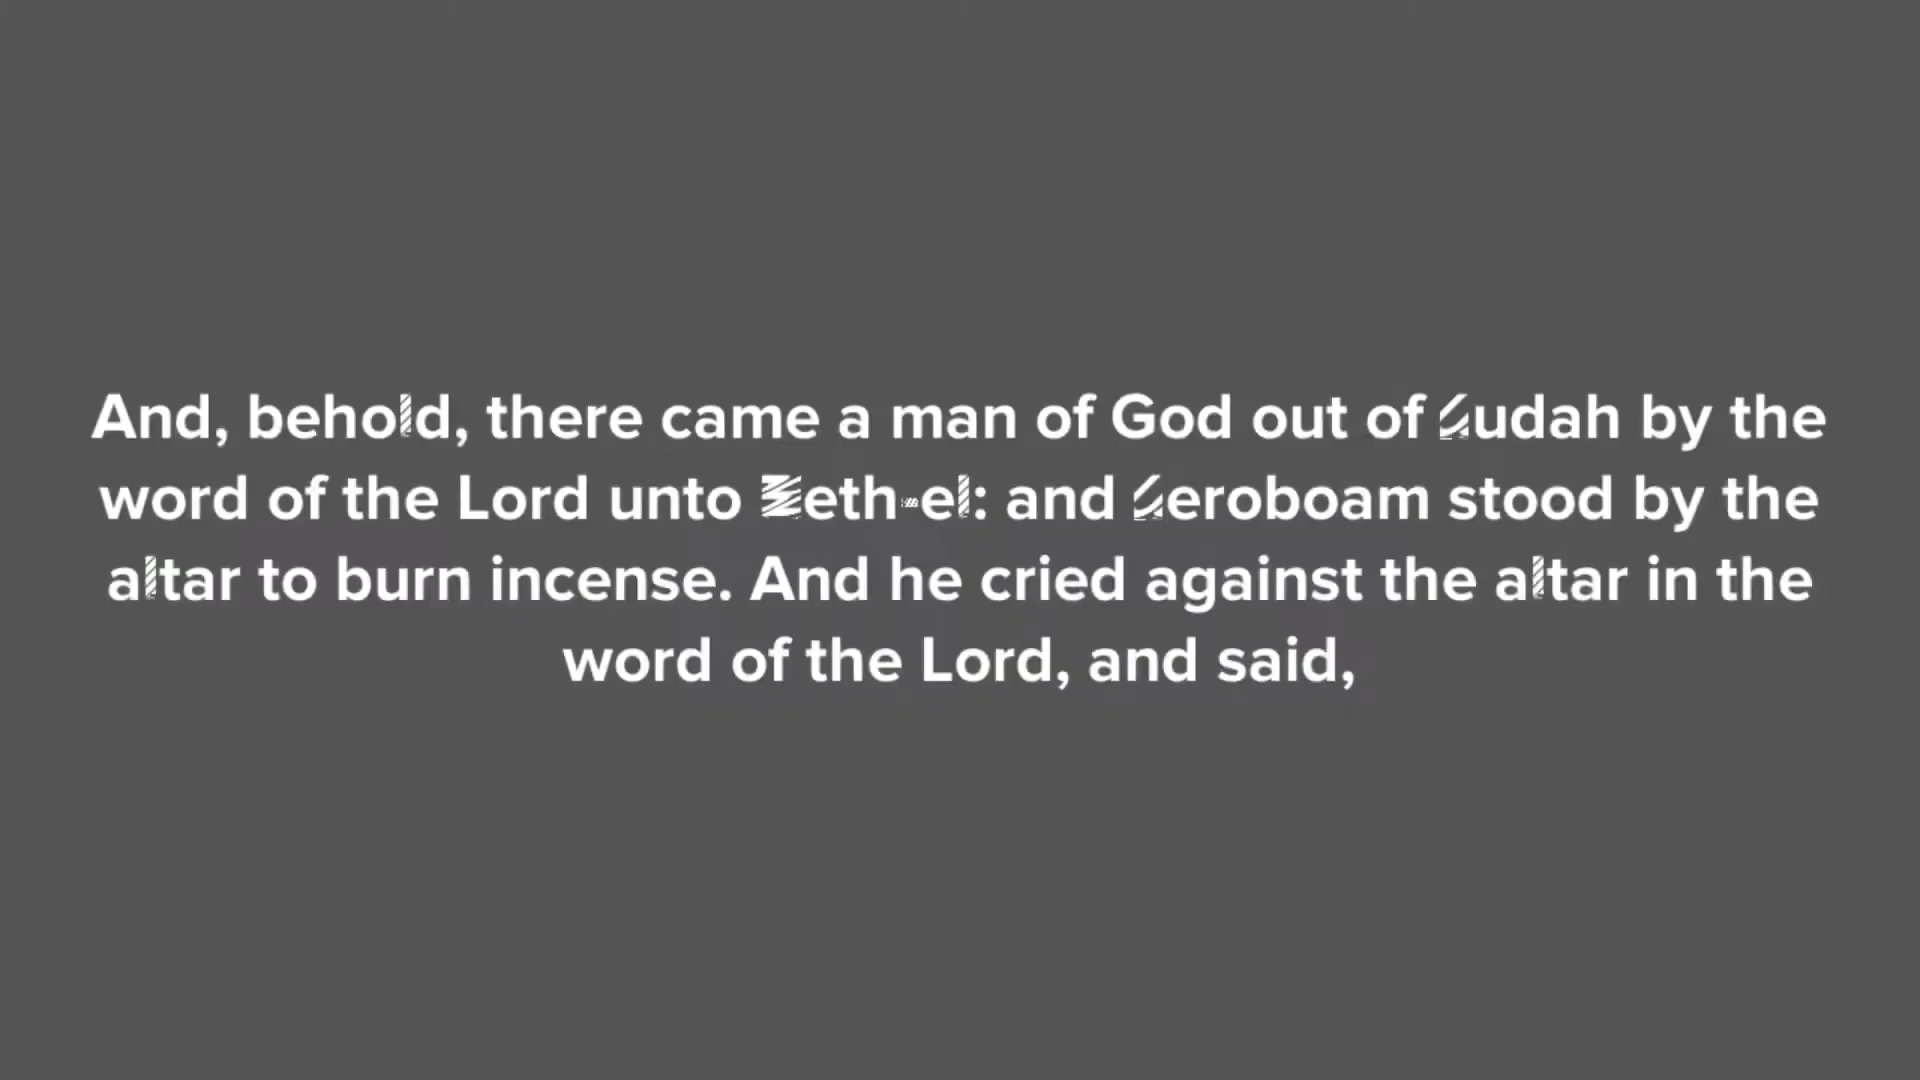 And, behold, there came a man of God out of Judah by the
word of the Lord unto Beth-el: and Jeroboam stood by the
altar to burn incense. And he cried against the altar in the
word of the Lord, and said,